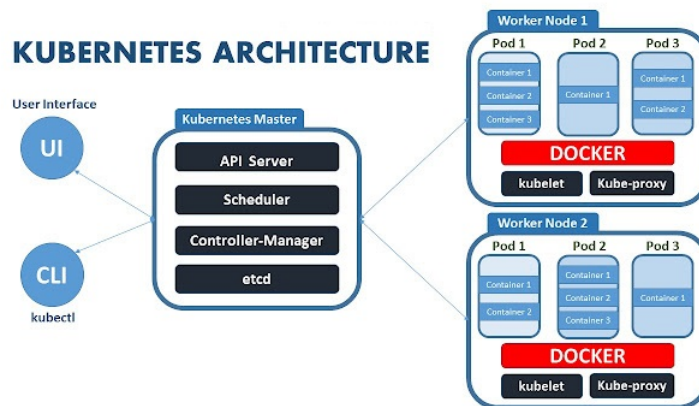 KUBERNETES ARCHITECTURE
User Interface
UI
CLI
kubectl
Kubernetes Master
API Server
Scheduler
Controller-Manager
etcd
Worker Node 1
Pod 1 Pod 2 Pod 3
Container 1
Container 2
Container 3
Container 1
Container 1
Container 2
DOCKER
kubelet Kube-proxy
Worker Node 2
Pod 1 Pod 2 Pod 3
Container 1
Container 2
Container 1
Container 2
Container 3
Container 1
DOCKER
kubelet Kube-proxy